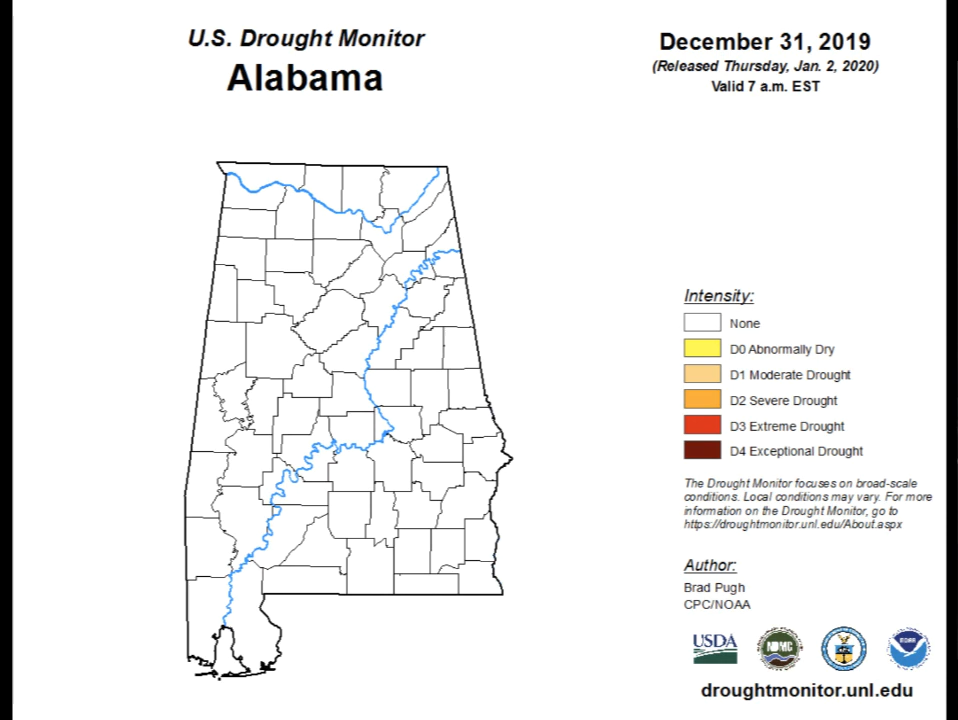 U.S. Drought Monitor
Alabama
December 31, 2019
(Released Thursday, Jan. 2, 2020)
Valid 7 a.m. EST
Intensity:
None
D0 Abnormally Dry
D1 Moderate Drought
D2 Severe Drought
D3 Extreme Drought
D4 Exceptional Drought
The Drought Monitor focuses on broad-scale
conditions. Local conditions may vary. For more
information on the Drought Monitor, go to
https://droughtmonitor.unl.edu/About.aspx
Author:
Brad Pugh
CPC/NOAA
USDA
NDMC
NOAA
droughtmonitor.unl.edu